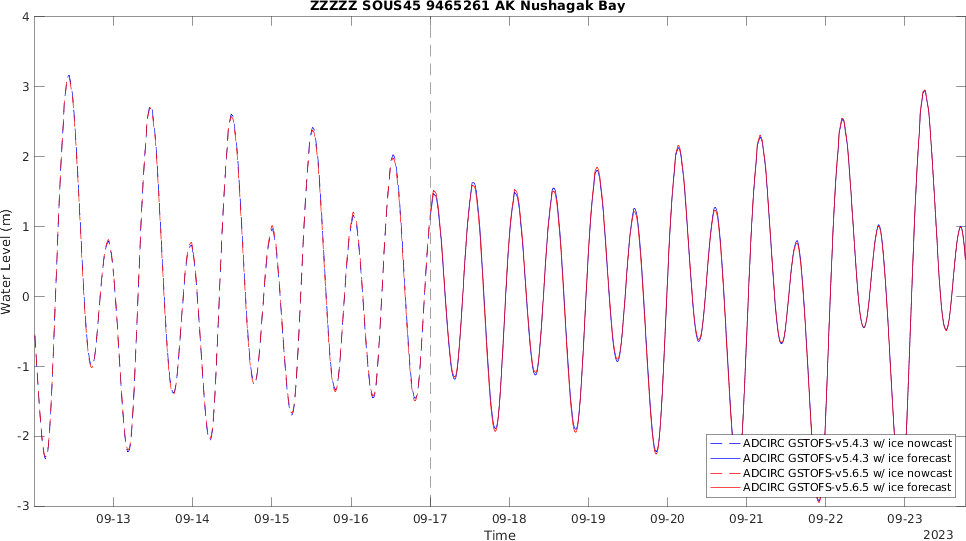 ZZZZZ SOUS45 9465261 AK Nushagak Bay
4
3
2
1
0
-1
-2
-3
Water Level (m)
ADCIRC GSTOFS-v5.4.3 w/ ice nowcast
ADCIRC GSTOFS-v5.4.3 w/ ice forecast
ADCIRC GSTOFS-v5.6.5 w/ ice nowcast
ADCIRC GSTOFS-v5.6.5 w/ ice forecast
09-13 09-14 09-15 09-16 09-17 09-18 09-19 09-20 09-21 09-22 09-23
Time
2023